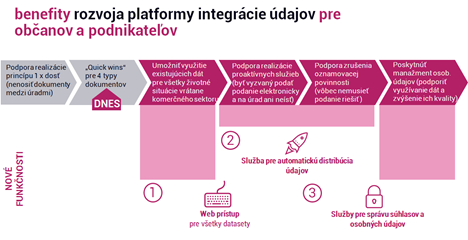 benefity rozvoja platformy integrácie údajov pre
občanov a podnikateľov
Podpora realizácie
princípu 1 x dosť
(nenosiť dokumenty
medzi úradmi)
„Quick wins“
pre 4 typy
dokumentov
DNES
Umožniť využitie
existujúcich dát
pre všetky životné
situácie vrátane
komerčného sektoru
Podpora realizácie
proaktívnych služieb
(byť vyzvaný podať
podanie elektronicky
a na úrad ani neísť)
Podpora zrušenia
oznamovacej
povinnosti
(vôbec nemusieť
podanie riešiť)
Poskytnúť
manažment osob.
údajov (podporiť
využívanie dát a
zvýšenie ich kvality)
NOVÉ
FUNKČNOSTI
1
Web prístup
pre všetky datasety
2
Služba pre automatickú distribúciu
údajov
3
Služby pre správu súhlasov a
osobných údajov